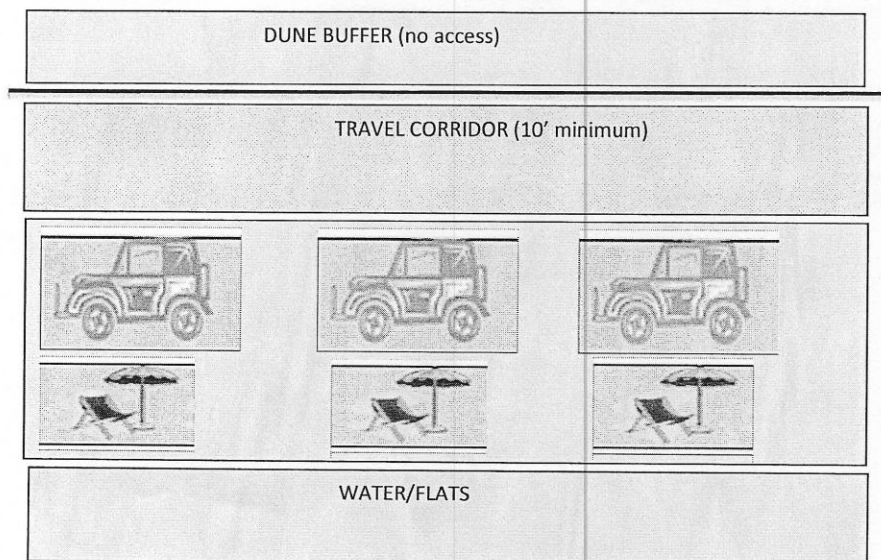 DUNE BUFFER (no access)
TRAVEL CORRIDOR (10’ minimum)
WATER/FLATS